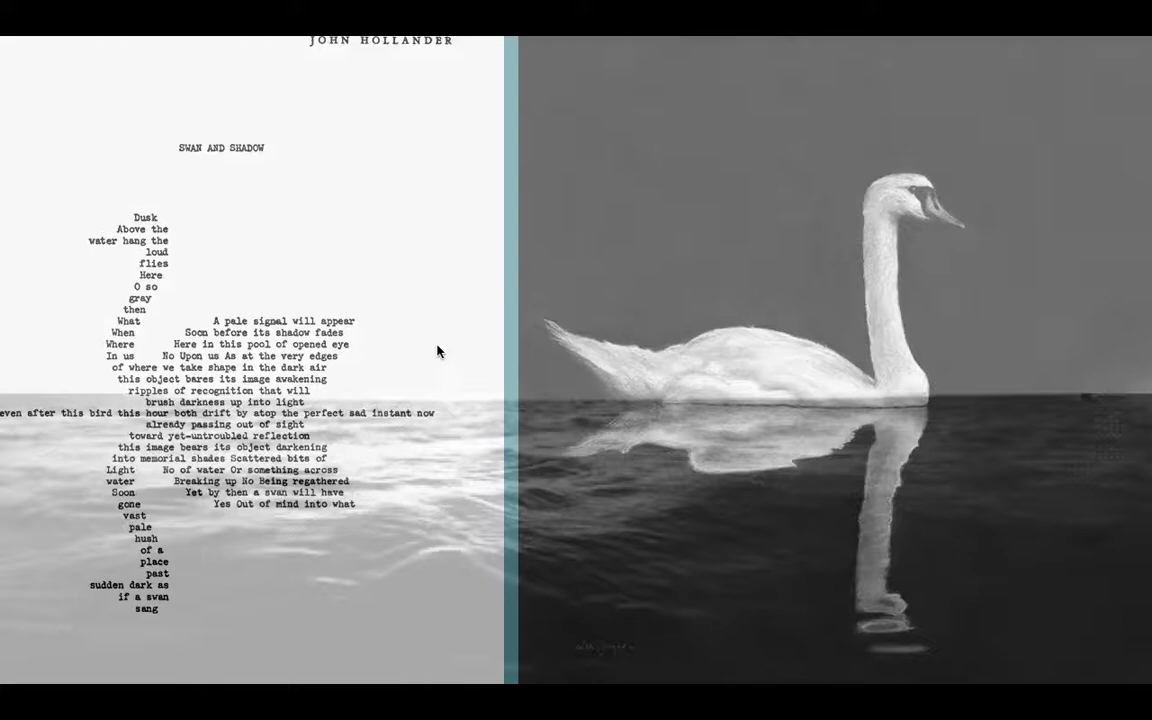 JOHN HOLLANDER
SWAN AND SHADOW
Dusk
Above the
water hang the
loud
flies
Here
O so
gray
then
What A pale signal will appear
When Soon before its shadow fades
Where Here in this pool of opened eye
In us No Upon us As at the very edges
of where we take shape in the dark air
this object bares its image awakening
ripples of recognition that will
brush darkness up into light
even after this bird this hour both drift by atop the perfect sad instant now
already passing out of sight
toward yet-untroubled reflection
this image bears its object darkening
into memorial shades Scattered bits of
Light No of water Or something across
water Breaking up No Being regathered
Soon Yet by then a swan will have
gone Yes Out of mind into what
vast
pale
hush
of a
place
past
sudden dark as
if a swan
sang